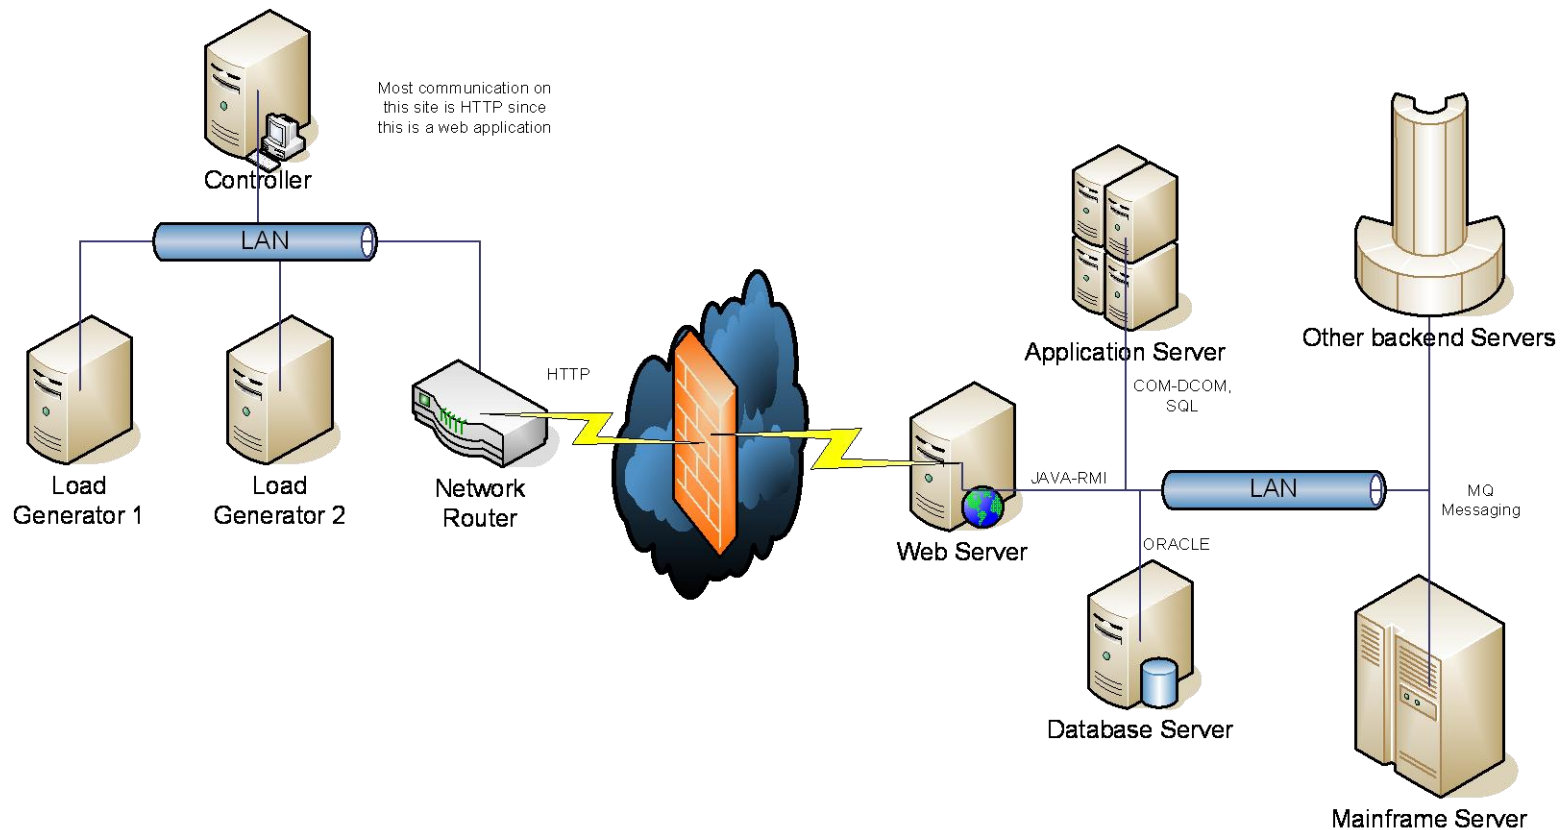 Most communication on
this site is HTTP since
this is a web application
Controller
LAN
Load
Generator 1
Load
Generator 2
Network
Router
HTTP
Web Server
JAVA-RMI
Application Server
COM-DCOM,
SQL
Other backend Servers
LAN
MQ
Messaging
ORACLE
Database Server
Mainframe Server